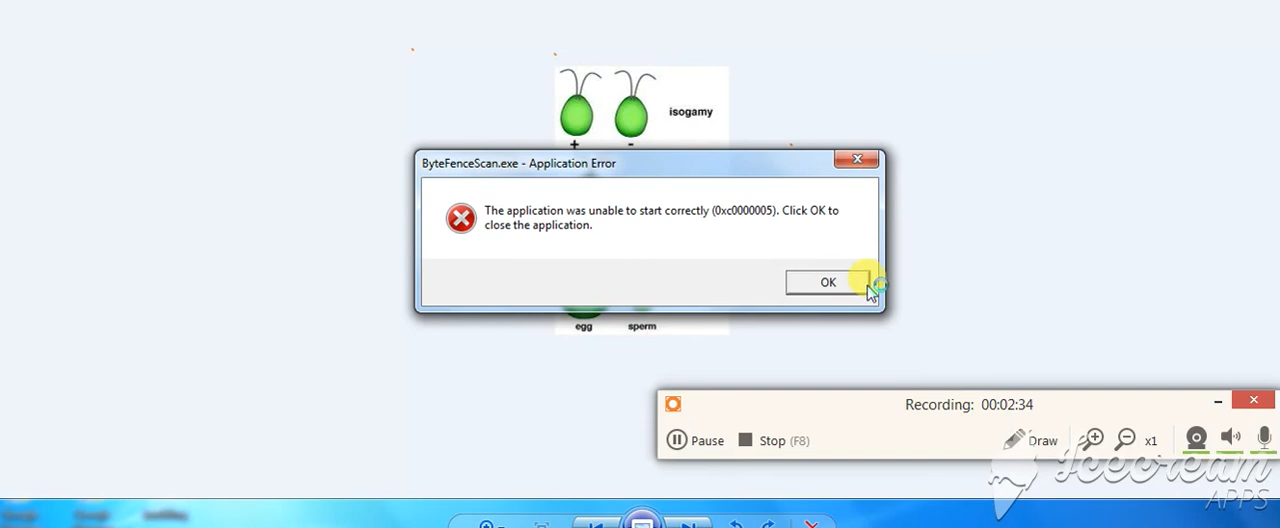 + - isogamy
ByteFenceScan.exe - Application Error
The application was unable to start correctly (0xc0000005). Click OK to
close the application.
OK
egg sperm
Recording: 00:02:34
Pause Stop (F8) Draw x1
Icecream
APPS